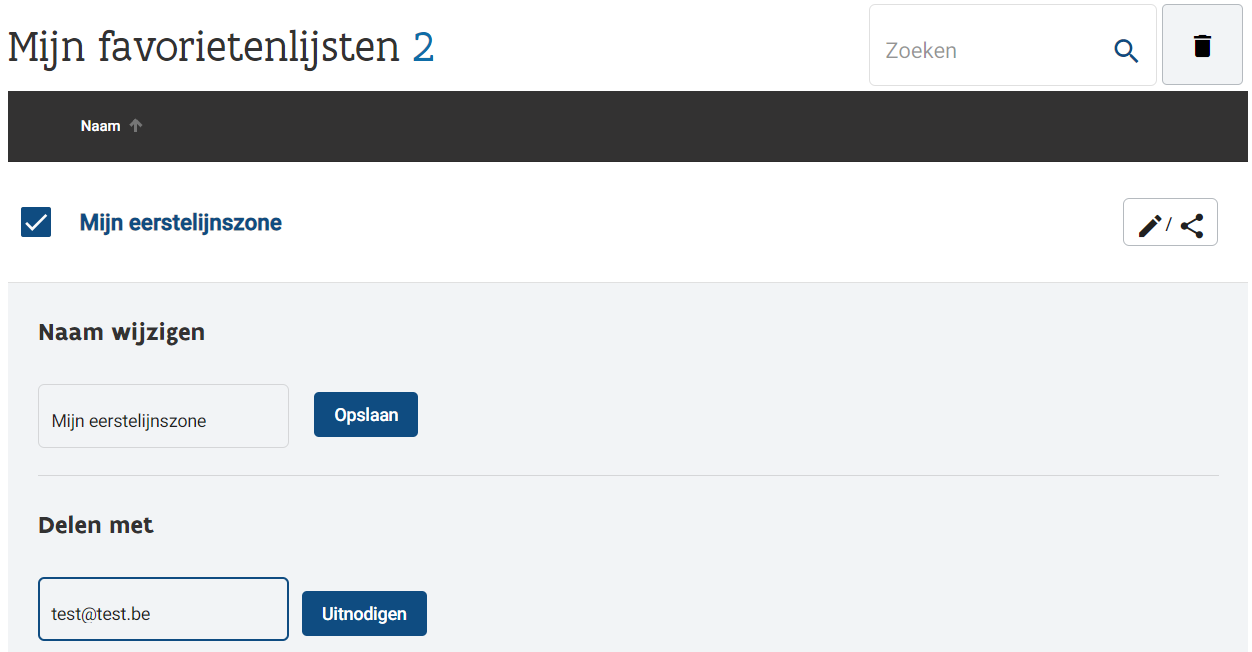 Mijn favorietenlijsten 2
Zoeken
Naam
Mijn eerstelijnszone
/
Naam wijzigen
Mijn eerstelijnszone
Opslaan
Delen met
test@test.be
Uitnodigen